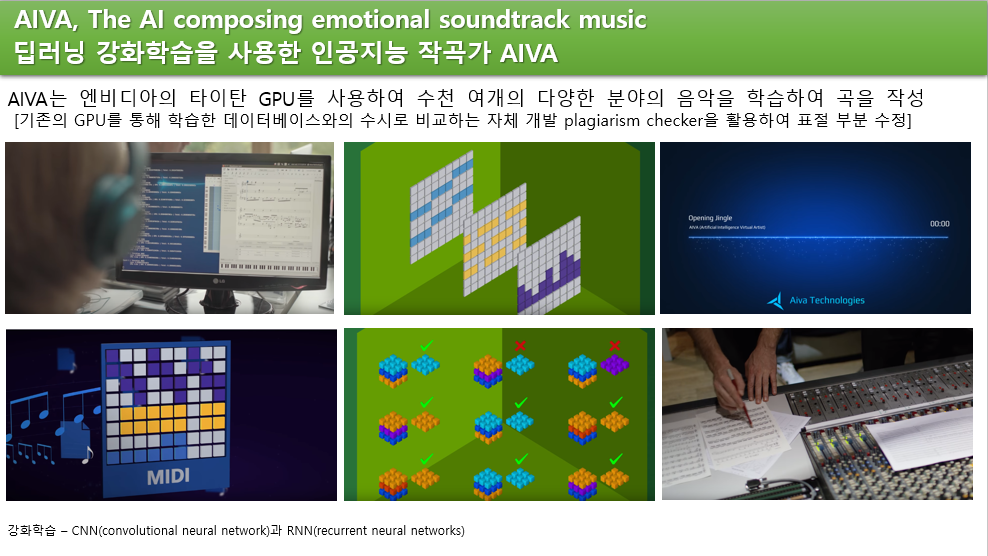 AIVA, The AI composing emotional soundtrack music
딥러닝 강화학습을 사용한 인공지능 작곡가 AIVA
AIVA는 엔비디아의 타이탄 GPU를 사용하여 수천 여개의 다양한 분야의 음악을 학습하여 곡을 작성
[기존의 GPU를 통해 학습한 데이터베이스와의 수시로 비교하는 자체 개발 plagiarism checker을 활용하여 표절 부분 수정]
LG
Opening Jingle
AIVA (Artificial Intelligence Virtual Artist)
00:00
Aiva Technologies
MIDI
강화학습 – CNN(convolutional neural network)과 RNN(recurrent neural networks)